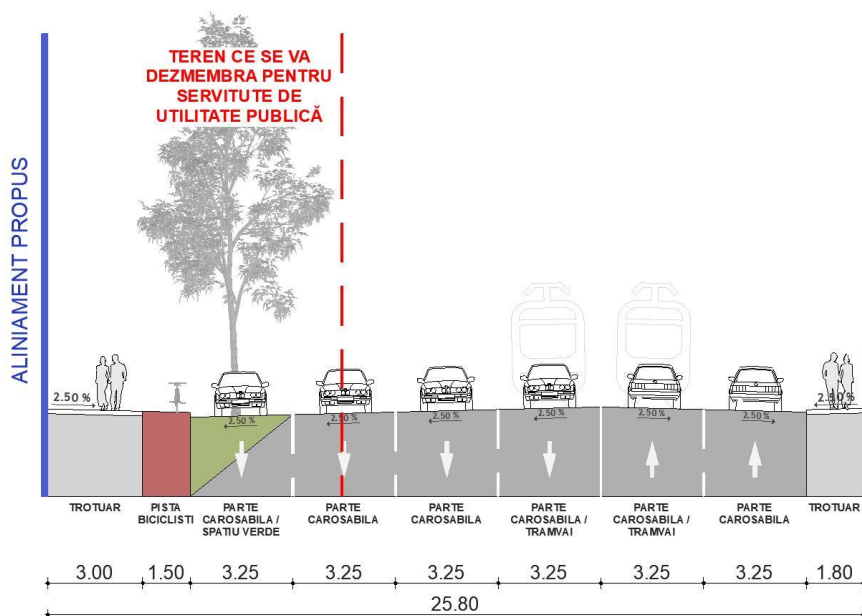 TEREN CE SE VA
DEZMEMBRA PENTRU
SERVITUTE DE
UTILITATE PUBLICĂ
ALINIAMENT PROPUS
2.50 %
2.50 %
2.50 %
2.50 %
2.50 %
2.50 %
2.50 %
2.50 %
TROTUAR
PISTA
BICICLISTI
PARTE
CAROSABILA /
SPATIU VERDE
PARTE
CAROSABILA
PARTE
CAROSABILA
PARTE
CAROSABILA /
TRAMVAI
PARTE
CAROSABILA /
TRAMVAI
PARTE
CAROSABILA
TROTUAR
3.00 1.50 3.25 3.25 3.25 3.25 3.25 3.25 1.80
25.80